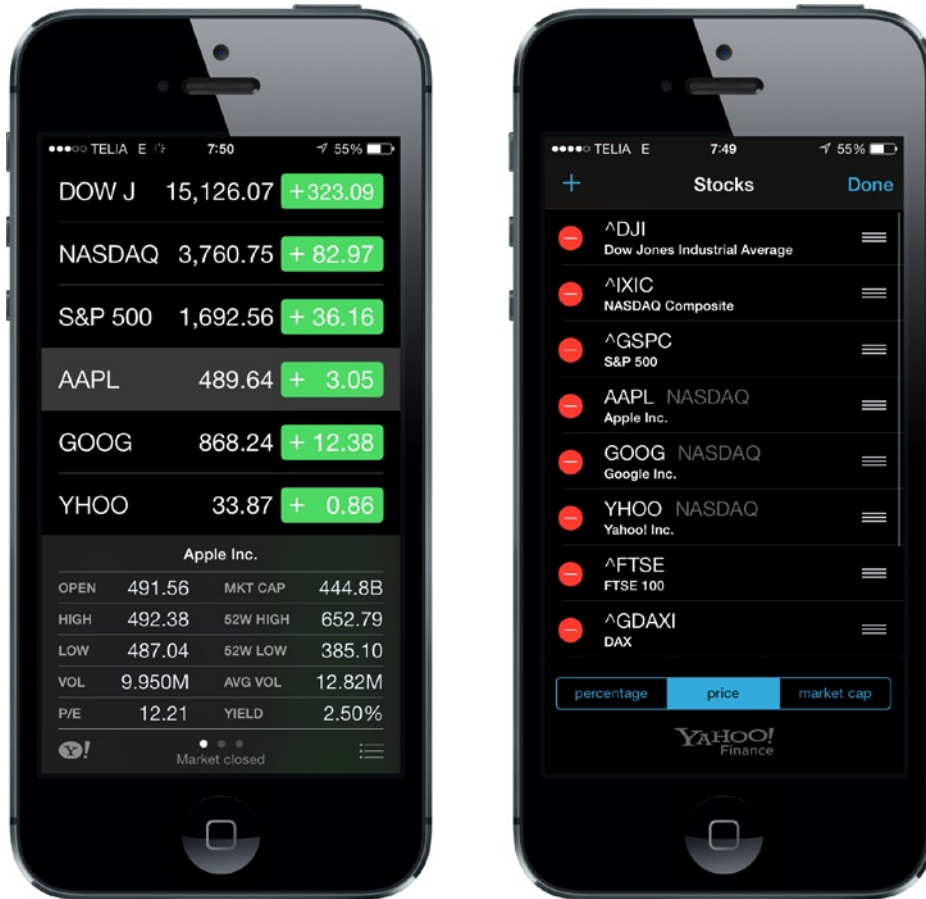 TELIA E 7:50 55%
DOW J 15,126.07 +323.09
NASDAQ 3,760.75 + 82.97
S&P 500 1,692.56 + 36.16
AAPL 489.64 + 3.05
GOOG 868.24 + 12.38
YHOO 33.87 + 0.86
Apple Inc.
OPEN 491.56 MKT CAP 444.8B
HIGH 492.38 52W HIGH 652.79
LOW 487.04 52W LOW 385.10
VOL 9.950M AVG VOL 12.82M
P/E 12.21 YIELD 2.50%
Y!
Market closed
TELIA E 7:49 55%
+ Stocks Done
^DJI
Dow Jones Industrial Average
^IXIC
NASDAQ Composite
^GSPC
S&P 500
AAPL NASDAQ
Apple Inc.
GOOG NASDAQ
Google Inc.
YHOO NASDAQ
Yahoo! Inc.
^FTSE
FTSE 100
^GDAXI
DAX
percentage price market cap
YAHOO!
Finance